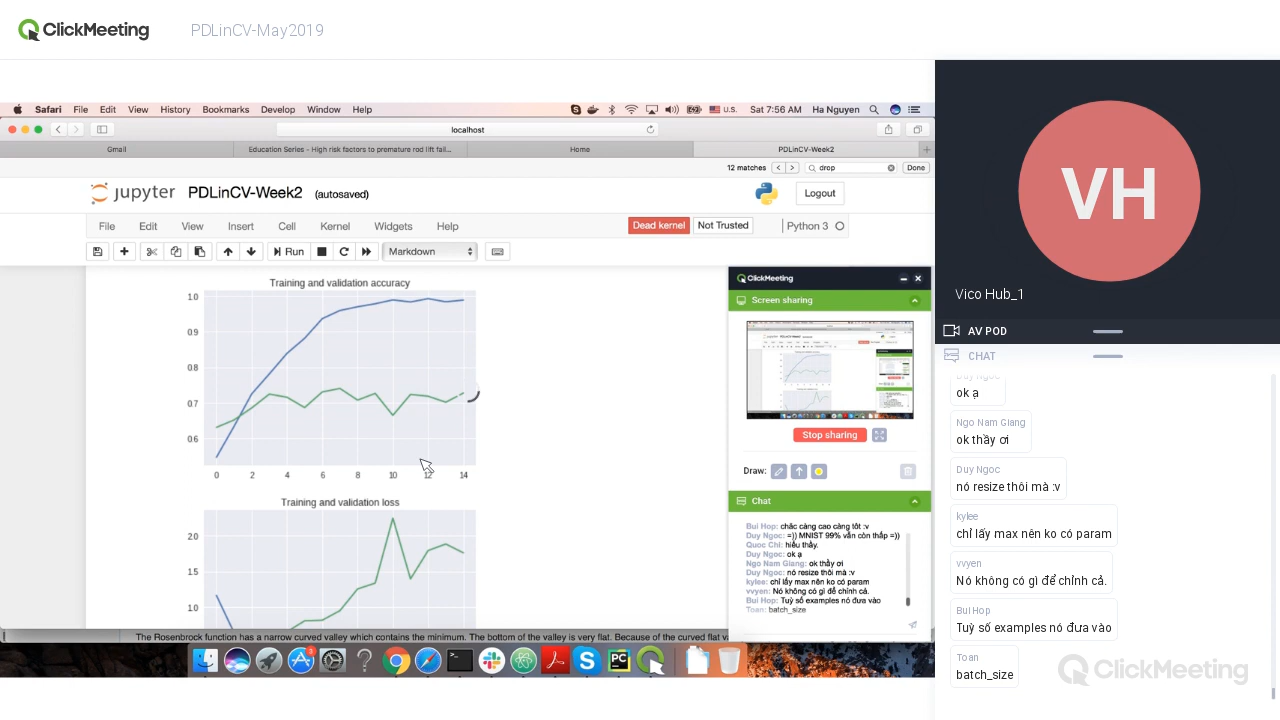 ClickMeeting
PDLinCV-May2019
Safari File Edit View History Bookmarks Develop Window Help
U.S. Sat 7:56 AM Ha Nguyen
localhost
Gmail
Education Series - High risk factors to premature rod lift fail...
Home
PDLinCV-Week2
12 matches
drop
Done
jupyter PDLinCV-Week2 (autosaved)
Logout
File Edit View Insert Cell Kernel Widgets Help
Dead kernel
Not Trusted
Python 3
Run
Markdown
Training and validation accuracy
1.0
0.9
0.8
0.7
0.6
0 2 4 6 8 10 12 14
Training and validation loss
2.0
1.5
1.0
The Rosenbrock function has a narrow curved valley which contains the minimum. The bottom of the valley is very flat. Because of the curved flat
ClickMeeting
Screen sharing
Stop sharing
Draw:
Chat
Bui Hop: chắc càng cao càng tốt :v
Duy Ngoc: =)) MNIST 99% vẫn còn thấp =))
Quoc Chi: hiểu thầy.
Duy Ngoc: ok ạ
Ngo Nam Giang: ok thầy ơi
Duy Ngoc: nó resize thôi mà :v
kylee: chỉ lấy max nên ko có param
vvyen: Nó không có gì để chỉnh cả.
Bui Hop: Tuỳ số examples nó đưa vào
Toan: batch_size
3
PC
VH
Vico Hub_1
AV POD
CHAT
Duy Ngoc
ok ạ
Ngo Nam Giang
ok thầy ơi
Duy Ngoc
nó resize thôi mà :v
kylee
chỉ lấy max nên ko có param
vvyen
Nó không có gì để chỉnh cả.
Bui Hop
Tuỳ số examples nó đưa vào
Toan
batch_size
ClickMeeting